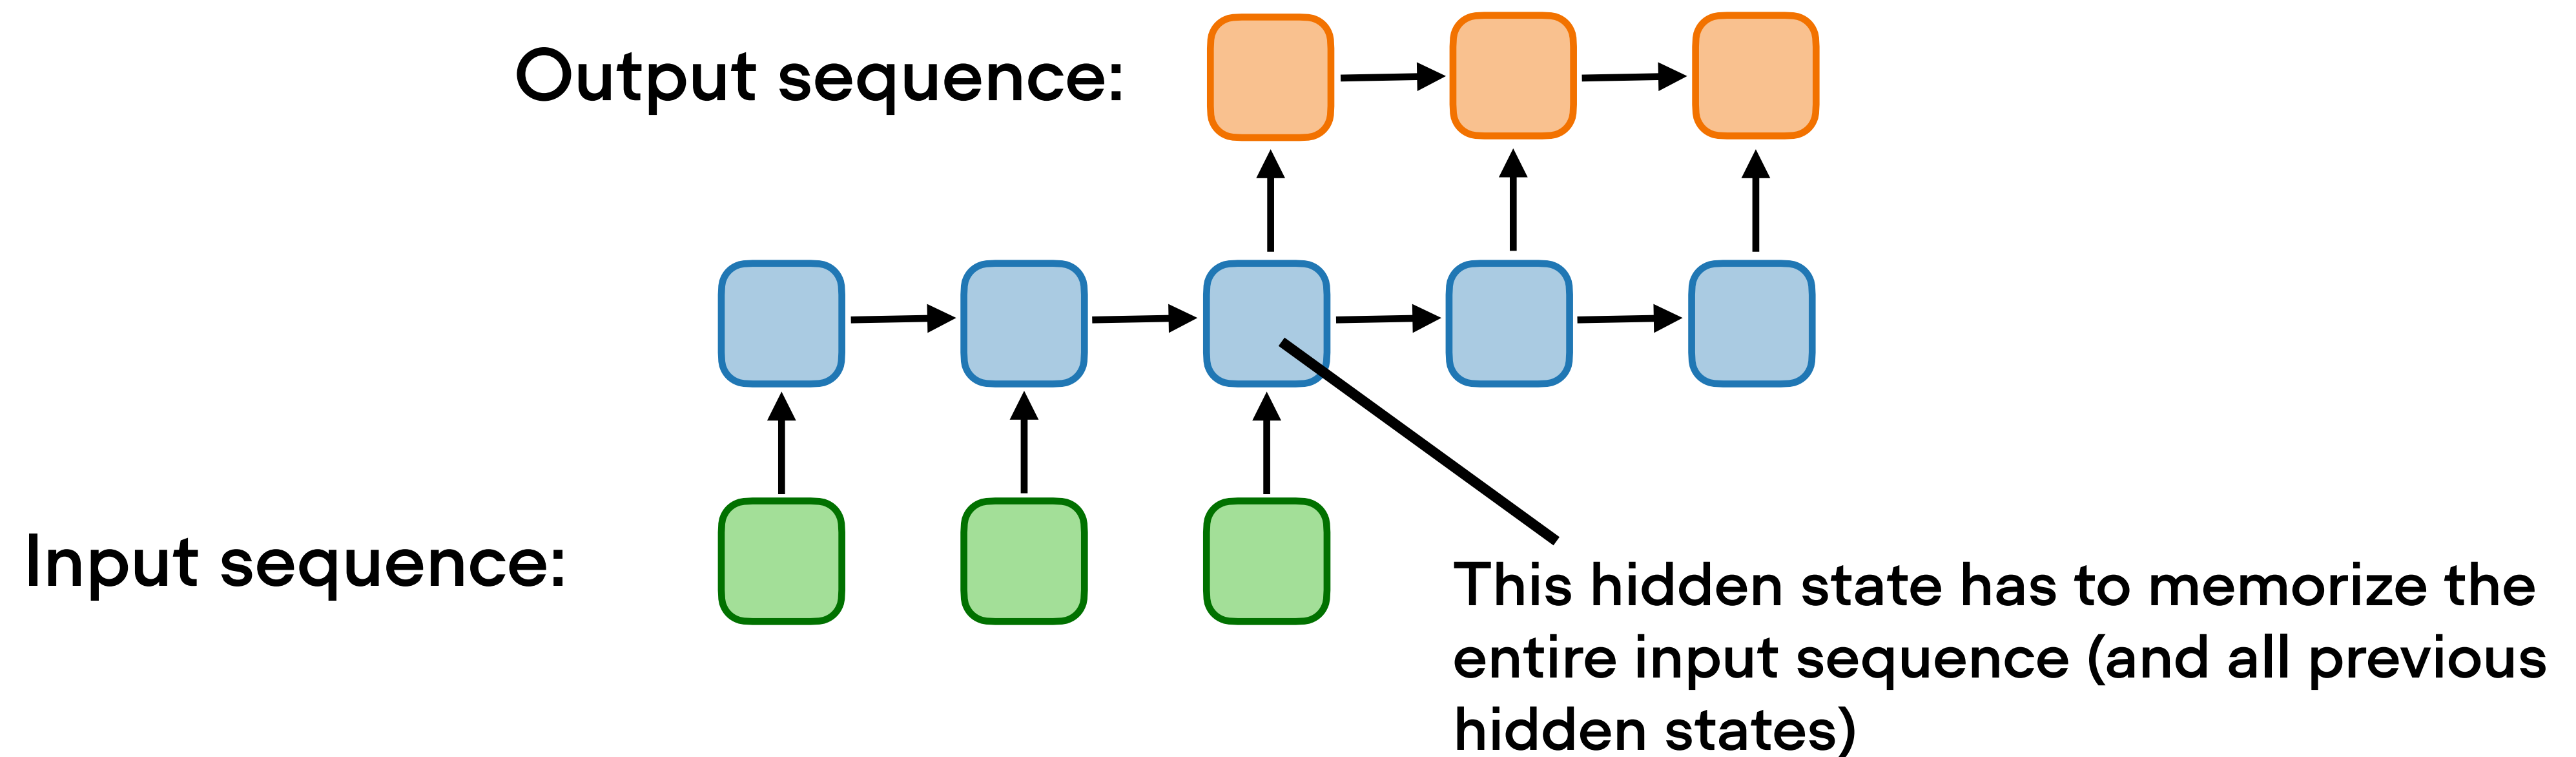 Output sequence:
Input sequence:
This hidden state has to memorize the
entire input sequence (and all previous
hidden states)